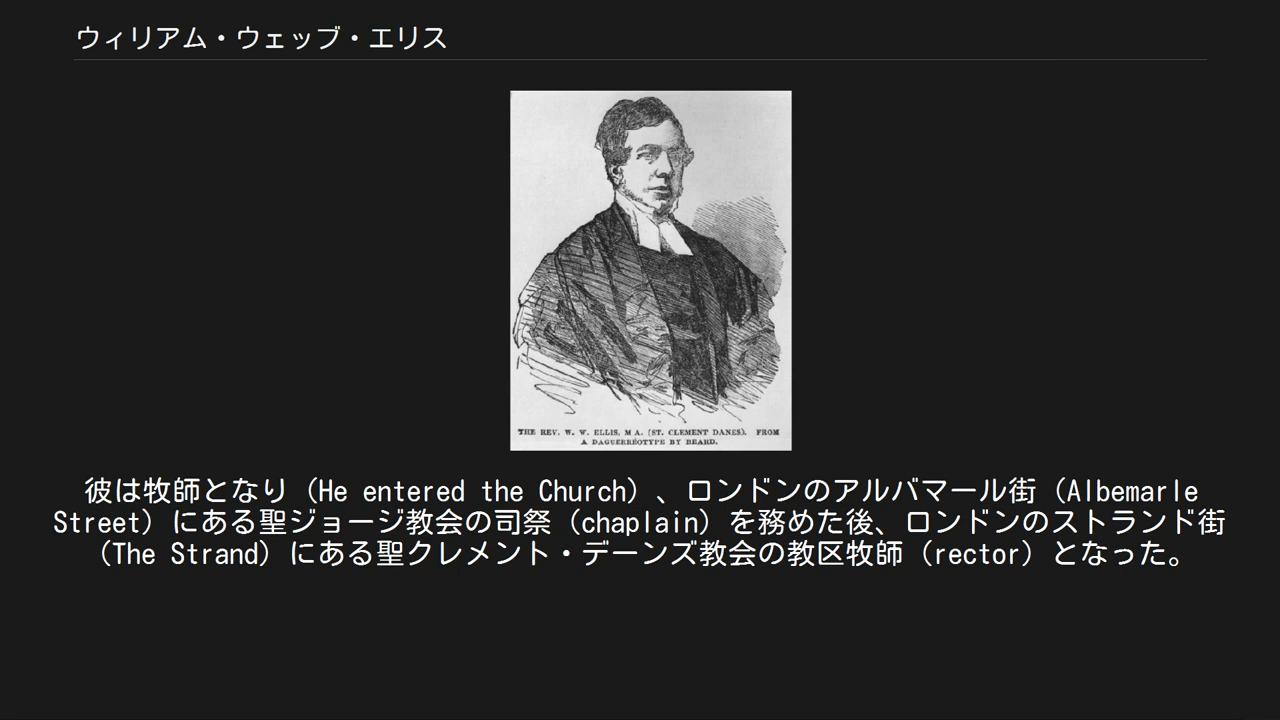 ウィリアム・ウェッブ・エリス
THE REV. W. W. ELLIS, M A. (ST. CLEMENT DANES). FROM
A DAGUERRÉOTYPE BY BEARD.
彼は牧師となり（He entered the Church）、ロンドンのアルバマール街（Albemarle
Street）にある聖ジョージ教会の司祭（chaplain）を務めた後、ロンドンのストランド街
（The Strand）にある聖クレメント・デーンズ教会の教区牧師（rector）となった。